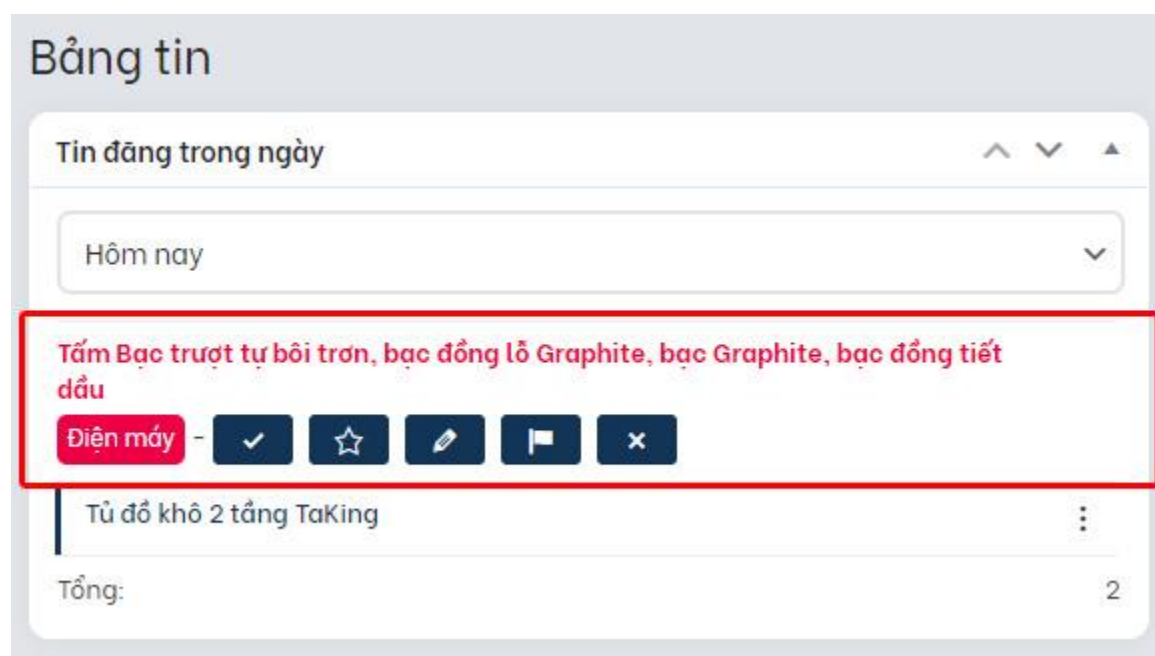 Bảng tin
Tin đăng trong ngày
Hôm nay
Tấm Bạc trượt tự bôi trơn, bạc đồng lỗ Graphite, bạc Graphite, bạc đồng tiết
dầu
Điện máy -
Tủ đồ khô 2 tầng TaKing
Tổng: 2